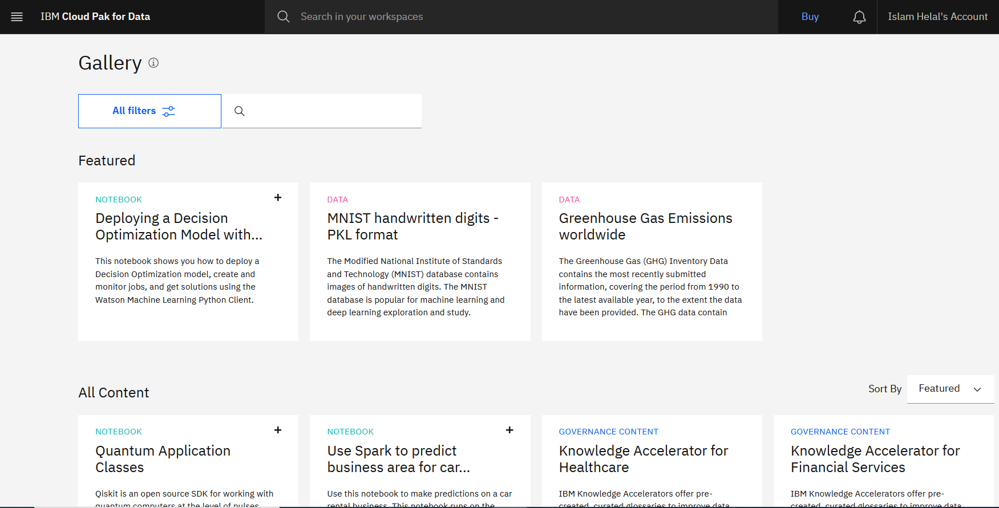 IBM Cloud Pak for Data
Search in your workspaces
Buy
Islam Helal's Account
Gallery
All filters
Featured
NOTEBOOK
Deploying a Decision
Optimization Model with...
This notebook shows you how to deploy a
Decision Optimization model, create and
monitor jobs, and get solutions using the
Watson Machine Learning Python Client.
DATA
MNIST handwritten digits -
PKL format
The Modified National Institute of Standards
and Technology (MNIST) database contains
images of handwritten digits. The MNIST
database is popular for machine learning and
deep learning exploration and study.
DATA
Greenhouse Gas Emissions
worldwide
The Greenhouse Gas (GHG) Inventory Data
contains the most recently submitted
information, covering the period from 1990 to
the latest available year, to the extent the data
have been provided. The GHG data contain
All Content
Sort By
Featured
NOTEBOOK
Quantum Application
Classes
Qiskit is an open source SDK for working with
quantum computers at the level of pulses,
NOTEBOOK
Use Spark to predict
business area for car...
Use this notebook to make predictions on a car
rental business. This notebook runs on the
GOVERNANCE CONTENT
Knowledge Accelerator for
Healthcare
IBM Knowledge Accelerators offer pre-
created, curated glossaries to improve data
GOVERNANCE CONTENT
Knowledge Accelerator for
Financial Services
IBM Knowledge Accelerators offer pre-
created, curated glossaries to improve data